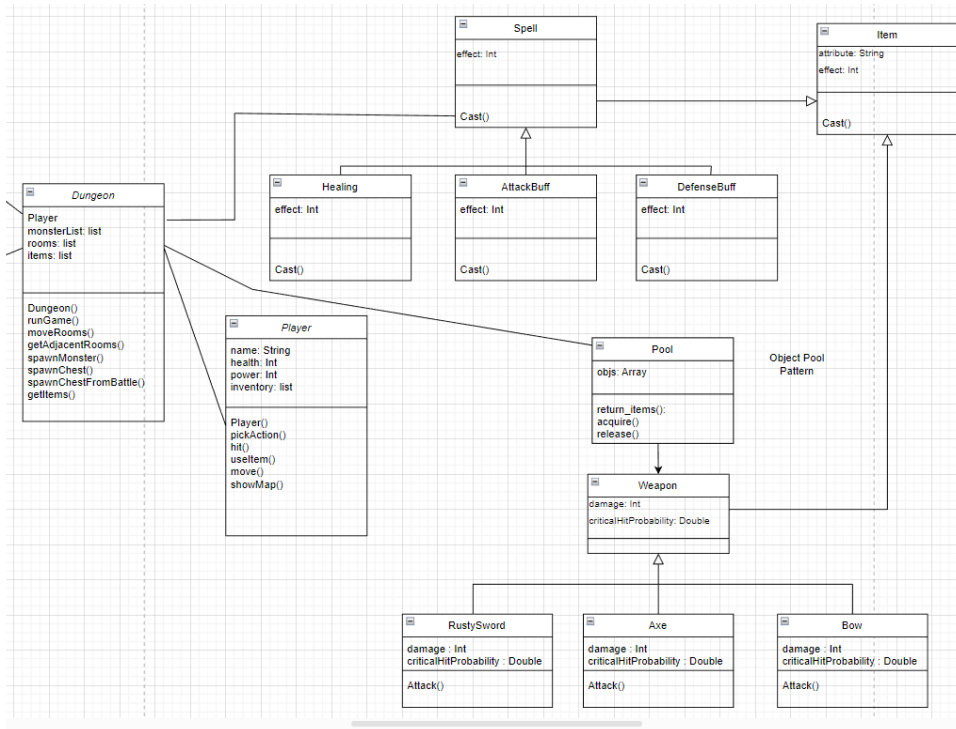 Spell
effect: Int
Cast()
Item
attribute: String
effect: Int
Cast()
Healing
effect: Int
Cast()
AttackBuff
effect: Int
Cast()
DefenseBuff
effect: Int
Cast()
Dungeon
Player
monsterList: list
rooms: list
items: list
Dungeon()
runGame()
moveRooms()
getAdjacentRooms()
spawnMonster()
spawnChest()
spawnChestFromBattle()
getItems()
Player
name: String
health: Int
power: Int
inventory: list
Player()
pickAction()
hit()
useItem()
move()
showMap()
Pool
objs: Array
return_items():
acquire()
release()
Object Pool
Pattern
Weapon
damage: Int
criticalHitProbability: Double
RustySword
damage : Int
criticalHitProbability : Double
Attack()
Axe
damage : Int
criticalHitProbability : Double
Attack()
Bow
damage : Int
criticalHitProbability : Double
Attack()